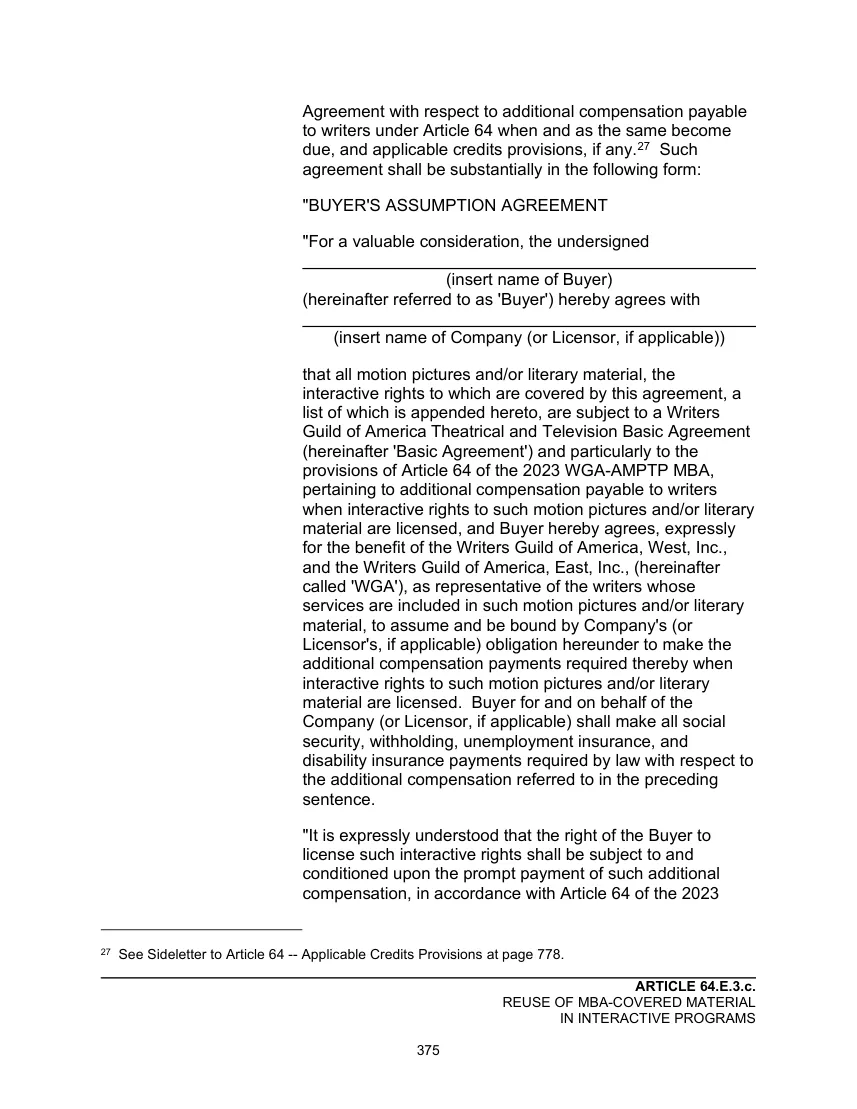 Agreement with respect to additional compensation payable
to writers under Article 64 when and as the same become
due, and applicable credits provisions, if any.27  Such
agreement shall be substantially in the following form:
"BUYER'S ASSUMPTION AGREEMENT
"For a valuable consideration, the undersigned
(insert name of Buyer)
(hereinafter referred to as 'Buyer') hereby agrees with
(insert name of Company (or Licensor, if applicable))
that all motion pictures and/or literary material, the
interactive rights to which are covered by this agreement, a
list of which is appended hereto, are subject to a Writers
Guild of America Theatrical and Television Basic Agreement
(hereinafter 'Basic Agreement') and particularly to the
provisions of Article 64 of the 2023 WGA-AMPTP MBA,
pertaining to additional compensation payable to writers
when interactive rights to such motion pictures and/or literary
material are licensed, and Buyer hereby agrees, expressly
for the benefit of the Writers Guild of America, West, Inc.,
and the Writers Guild of America, East, Inc., (hereinafter
called 'WGA'), as representative of the writers whose
services are included in such motion pictures and/or literary
material, to assume and be bound by Company's (or
Licensor's, if applicable) obligation hereunder to make the
additional compensation payments required thereby when
interactive rights to such motion pictures and/or literary
material are licensed.  Buyer for and on behalf of the
Company (or Licensor, if applicable) shall make all social
security, withholding, unemployment insurance, and
disability insurance payments required by law with respect to
the additional compensation referred to in the preceding
sentence.
"It is expressly understood that the right of the Buyer to
license such interactive rights shall be subject to and
conditioned upon the prompt payment of such additional
compensation, in accordance with Article 64 of the 2023
27  See Sideletter to Article 64 -- Applicable Credits Provisions at page 778.
ARTICLE 64.E.3.c.
REUSE OF MBA-COVERED MATERIAL
IN INTERACTIVE PROGRAMS
375